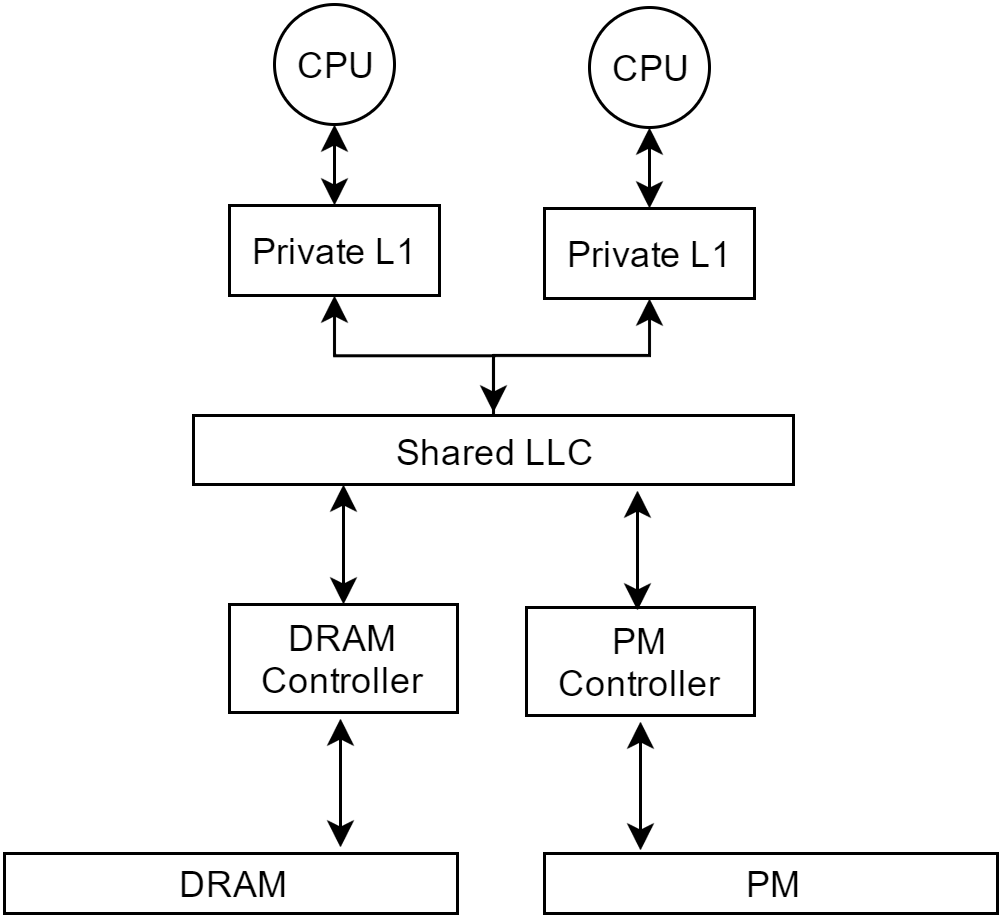 CPU
CPU
Private L1
Private L1
Shared LLC
DRAM
Controller
PM
Controller
DRAM
PM